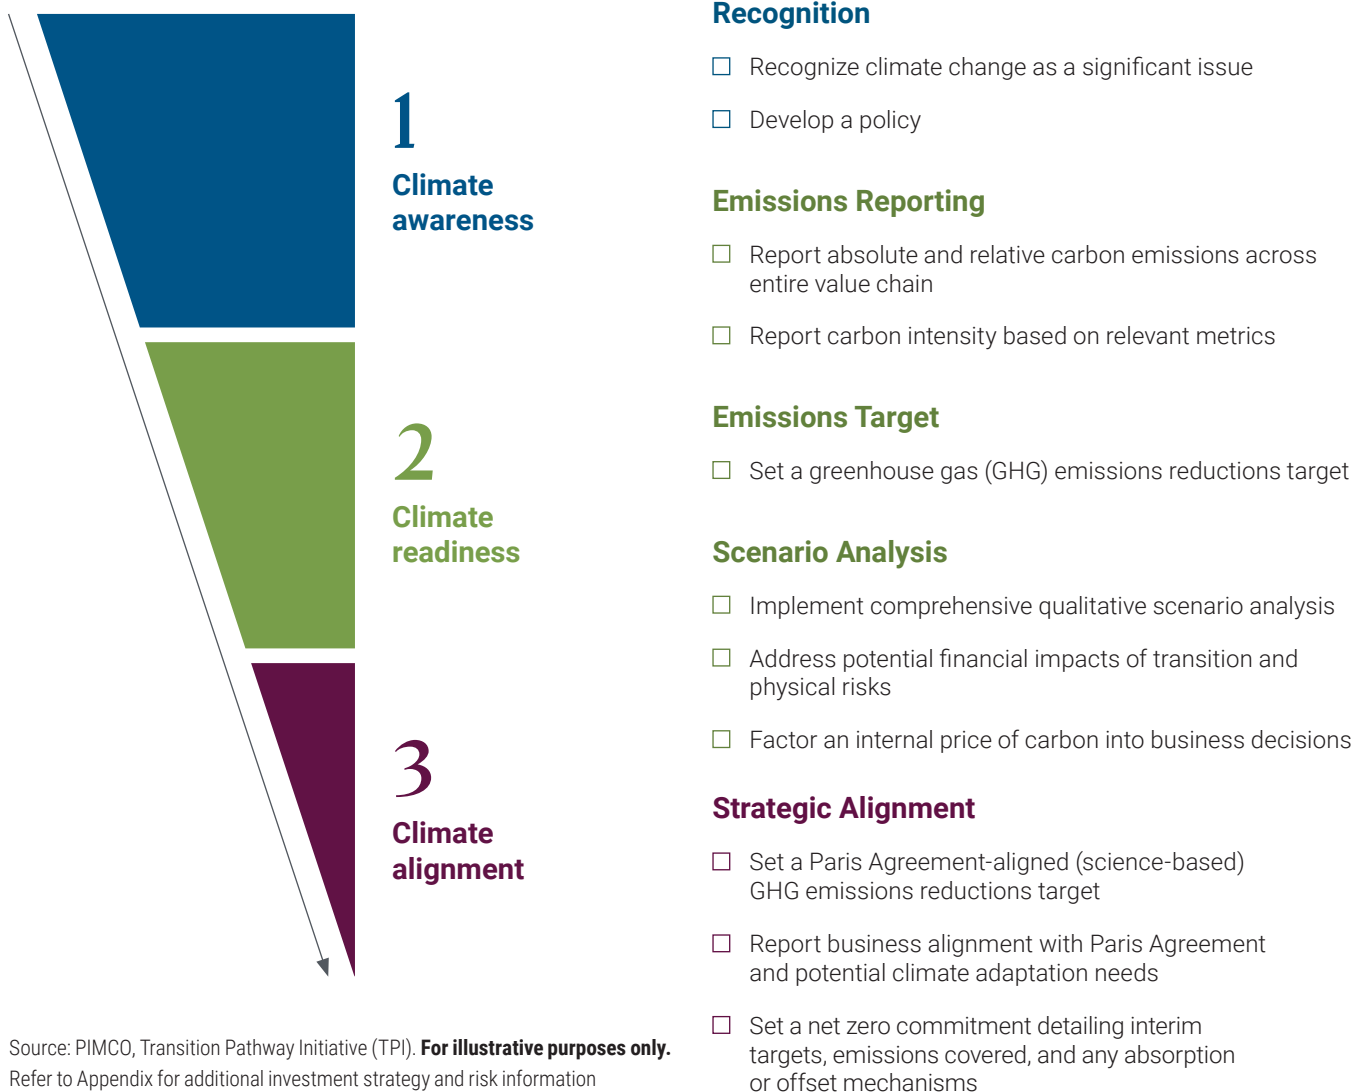 1
Climate
awareness
2
Climate
readiness
3
Climate
alignment
Recognition
Recognize climate change as a significant issue
Develop a policy
Emissions Reporting
Report absolute and relative carbon emissions across
entire value chain
Report carbon intensity based on relevant metrics
Emissions Target
Set a greenhouse gas (GHG) emissions reductions target
Scenario Analysis
Implement comprehensive qualitative scenario analysis
Address potential financial impacts of transition and
physical risks
Factor an internal price of carbon into business decisions
Strategic Alignment
Set a Paris Agreement-aligned (science-based)
GHG emissions reductions target
Report business alignment with Paris Agreement
and potential climate adaptation needs
Set a net zero commitment detailing interim
targets, emissions covered, and any absorption
or offset mechanisms
Source: PIMCO, Transition Pathway Initiative (TPI). For illustrative purposes only.
Refer to Appendix for additional investment strategy and risk information